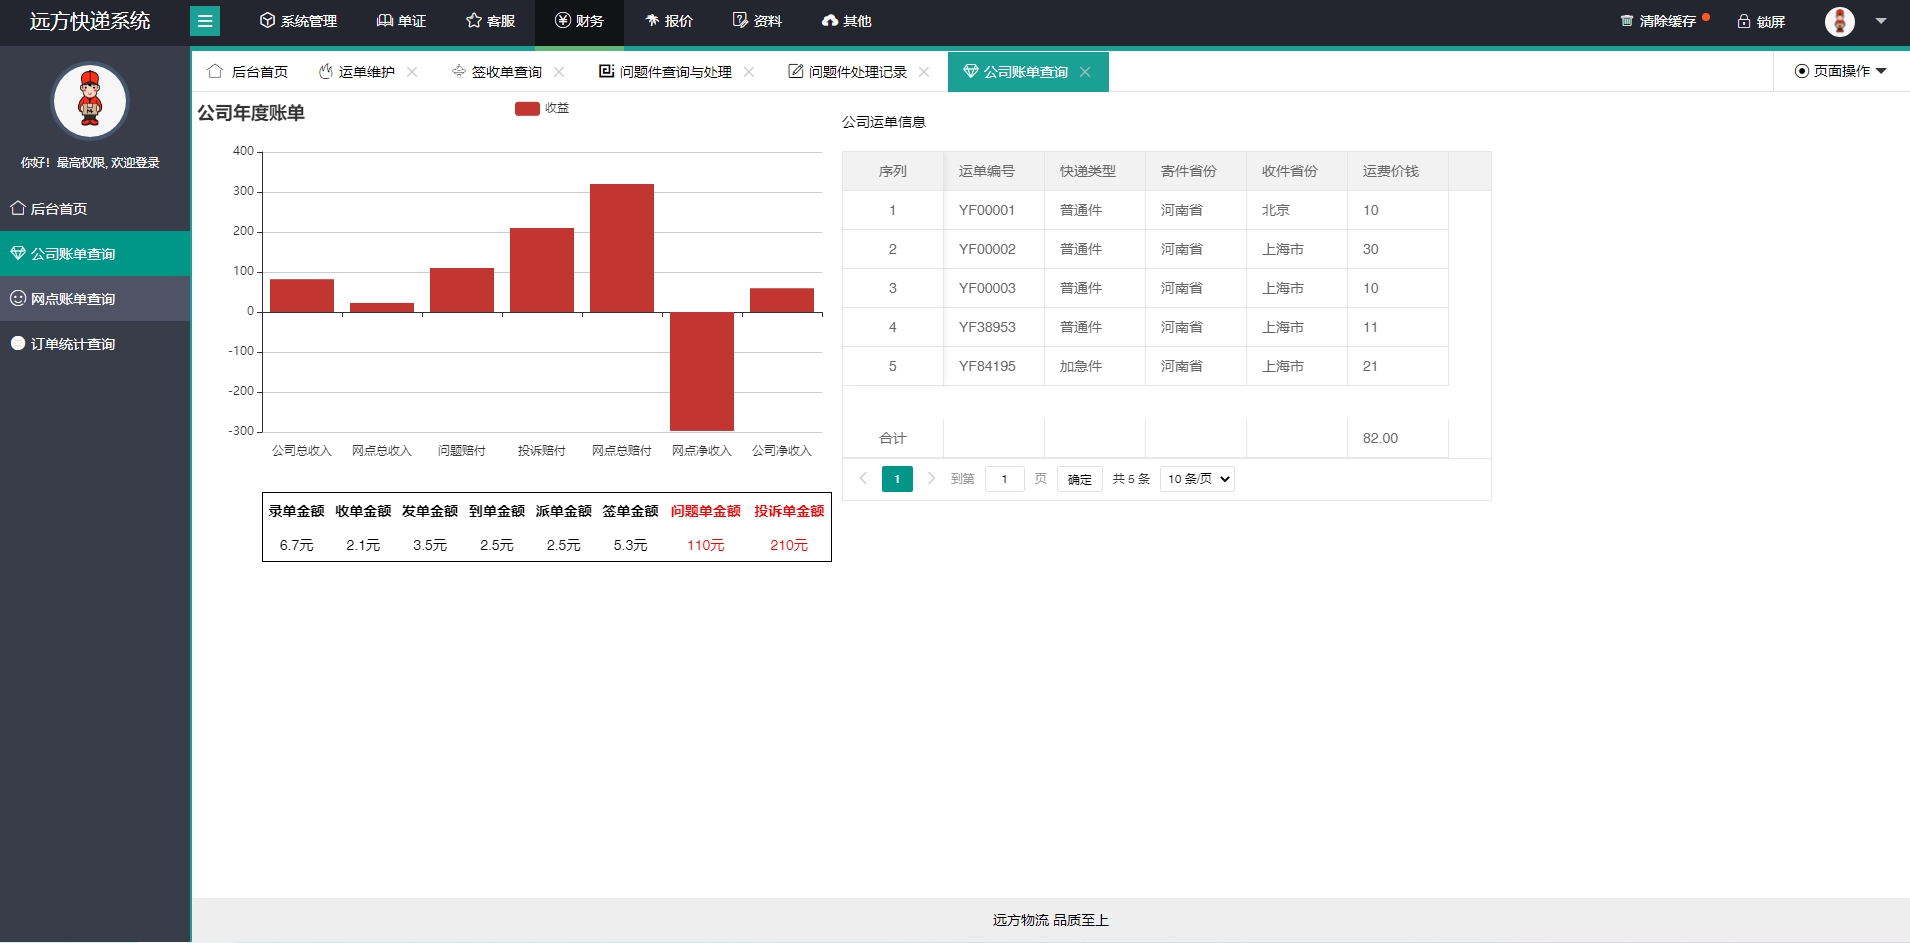 远方快递系统
系统管理 单证 客服 财务 报价 资料 其他 清除缓存 锁屏
后台首页 运单维护 签收单查询 问题件查询与处理 问题件处理记录 公司账单查询 页面操作
你好！最高权限, 欢迎登录
后台首页
公司账单查询
网点账单查询
订单统计查询
公司年度账单
收益
400
300
200
100
0
-100
-200
-300
公司总收入 网点总收入 问题赔付 投诉赔付 网点总赔付 网点净收入 公司净收入
录单金额 收单金额 发单金额 到单金额 派单金额 签单金额 问题单金额 投诉单金额
6.7元 2.1元 3.5元 2.5元 2.5元 5.3元 110元 210元
公司运单信息
序列 运单编号 快递类型 寄件省份 收件省份 运费价钱
1 YF00001 普通件 河南省 北京 10
2 YF00002 普通件 河南省 上海市 30
3 YF00003 普通件 河南省 上海市 10
4 YF38953 普通件 河南省 上海市 11
5 YF84195 加急件 河南省 上海市 21
合计 82.00
1 到第 1 页 确定 共 5 条 10 条/页
远方物流 品质至上